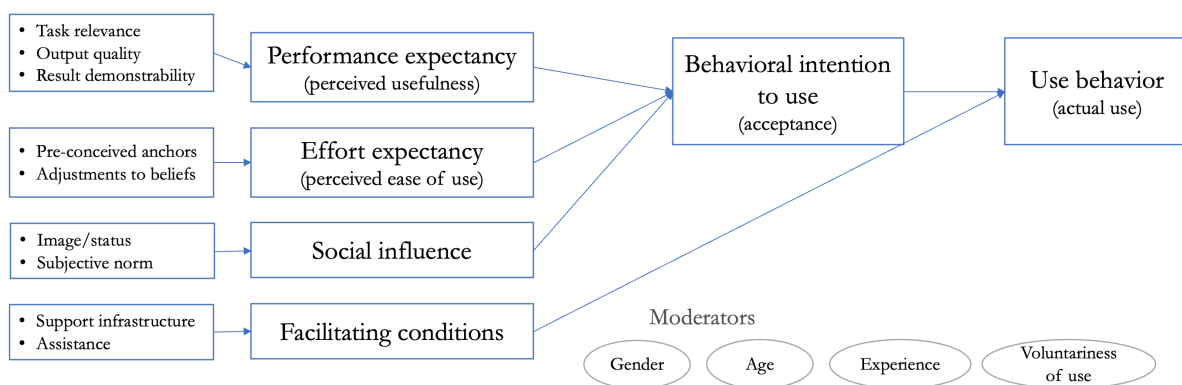 • Task relevance
• Output quality
• Result demonstrability
Performance expectancy
(perceived usefulness)
Behavioral intention
to use
(acceptance)
Use behavior
(actual use)
• Pre-conceived anchors
• Adjustments to beliefs
Effort expectancy
(perceived ease of use)
• Image/status
• Subjective norm
Social influence
• Support infrastructure
• Assistance
Facilitating conditions
Moderators
Gender
Age
Experience
Voluntariness
of use